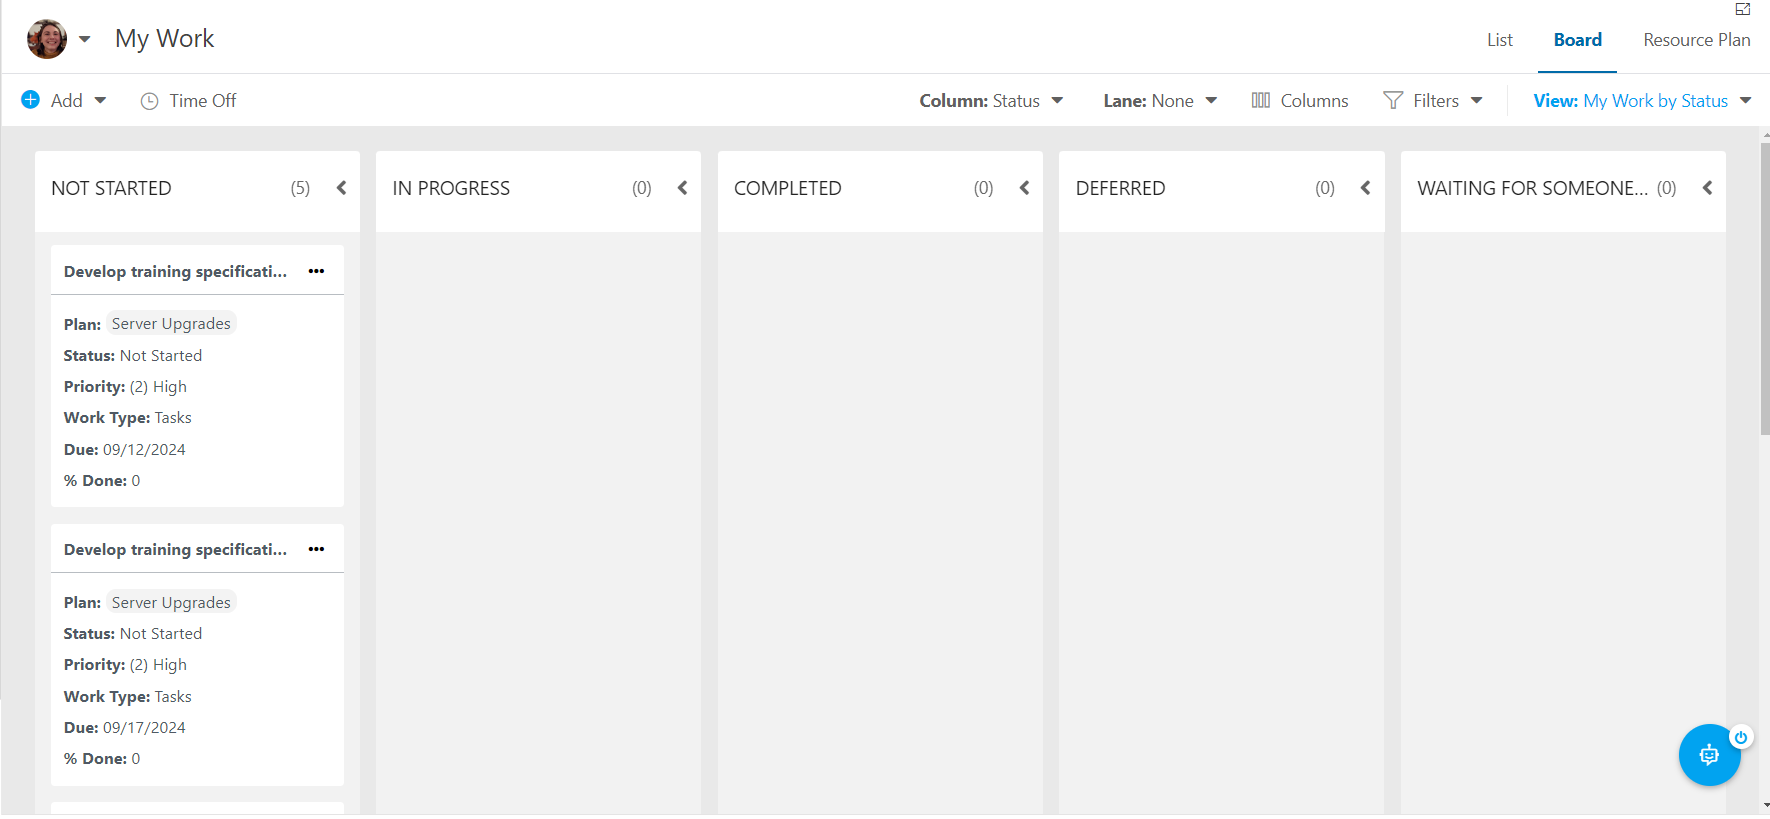 My Work
List Board Resource Plan
Add Time Off Column: Status Lane: None Columns Filters View: My Work by Status
NOT STARTED (5) IN PROGRESS (0) COMPLETED (0) DEFERRED (0) WAITING FOR SOMEONE... (0)
Develop training specificati... •••
Plan: Server Upgrades
Status: Not Started
Priority: (2) High
Work Type: Tasks
Due: 09/12/2024
% Done: 0
Develop training specificati... •••
Plan: Server Upgrades
Status: Not Started
Priority: (2) High
Work Type: Tasks
Due: 09/17/2024
% Done: 0